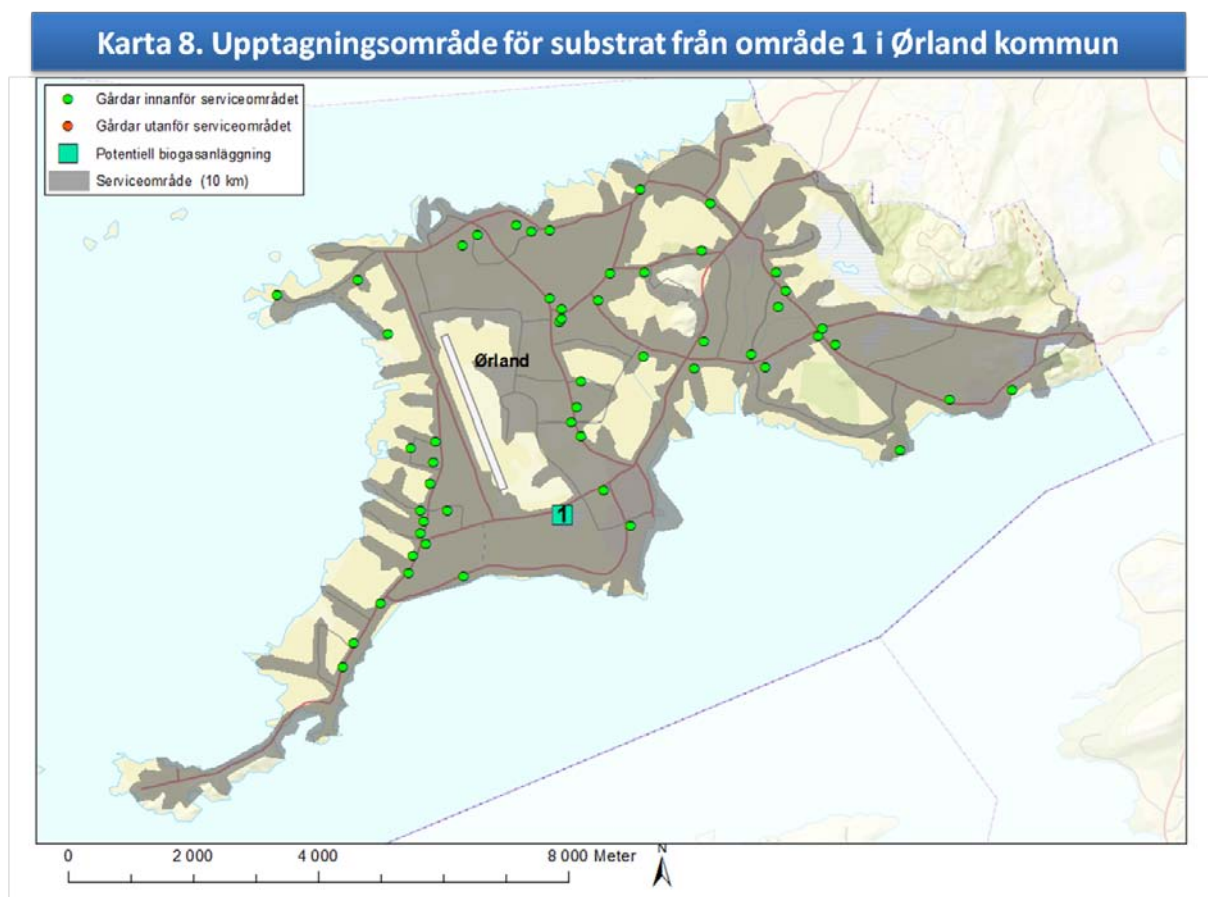 Karta 8. Upptagningsområde för substrat från område 1 i Ørland kommun
Gårdar innanför serviceområdet
Gårdar utanför serviceområdet
Potentiell biogasanläggning
Serviceområde (10 km)
Ørland
1
0 2 000 4 000 8 000 Meter
N